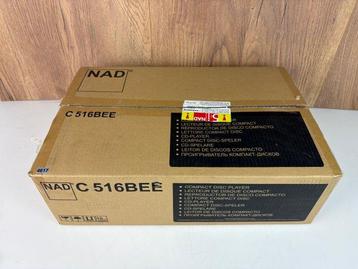 NAD
C 516BEE
LECTEUR DE DISQUE COMPACT
REPRODUCTOR DE DISCO COMPACTO
LETTORE COMPACT DISC
CD-PLAYER
COMPACT DISC-SPELER
CD-SPELARE
LEITOR DE DISCOS COMPACTO
ПРОИГРЫВАТЕЛЬ КОМПАКТ-ДИСКОВ
4617
NAD C 516BEE
COMPACT DISC PLAYER
LECTEUR DE DISQUE COMPACT
REPRODUCTOR DE DISCO COMPACTO
LETTORE COMPACT DISC
CD-PLAYER
COMPACT DISC-SPELER
CD-SPELARE
LEITOR DE DISCOS COMPACTO
ПРОИГРЫВАТЕЛЬ КОМПАКТ-ДИСКОВ